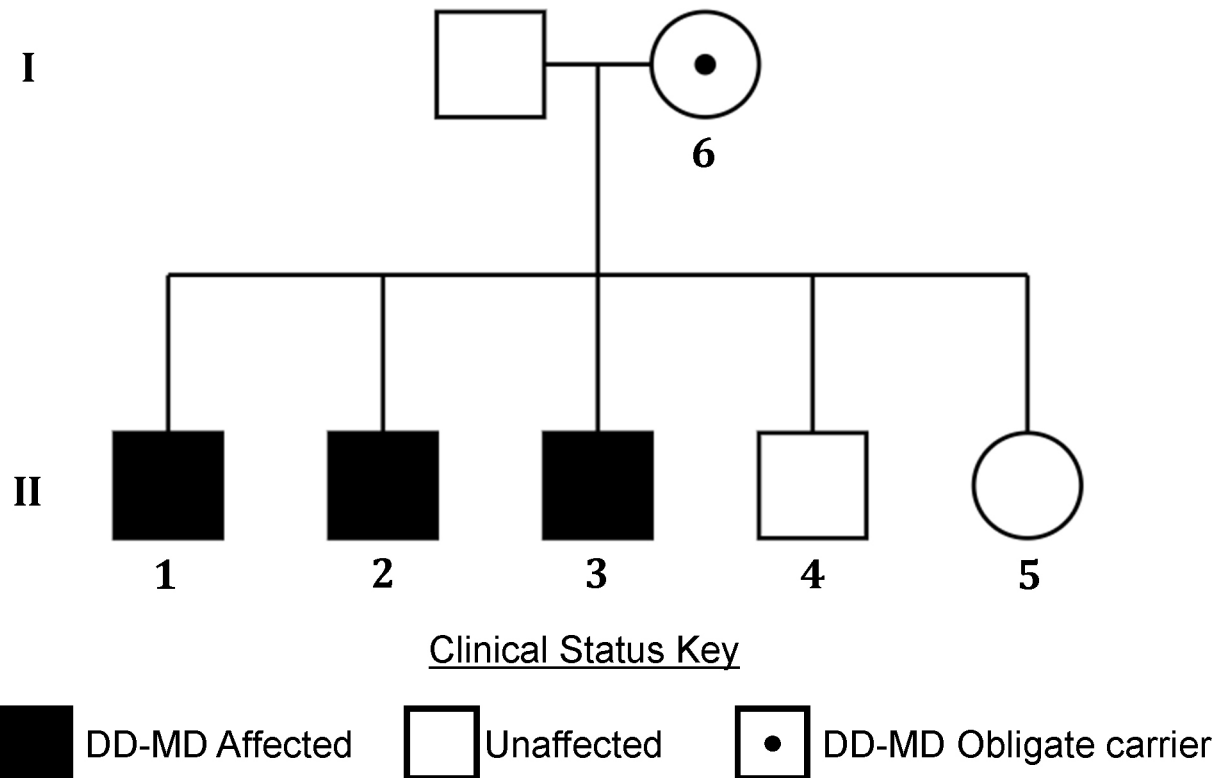 I
6
II
1 2 3 4 5
Clinical Status Key
DD-MD Affected Unaffected DD-MD Obligate carrier